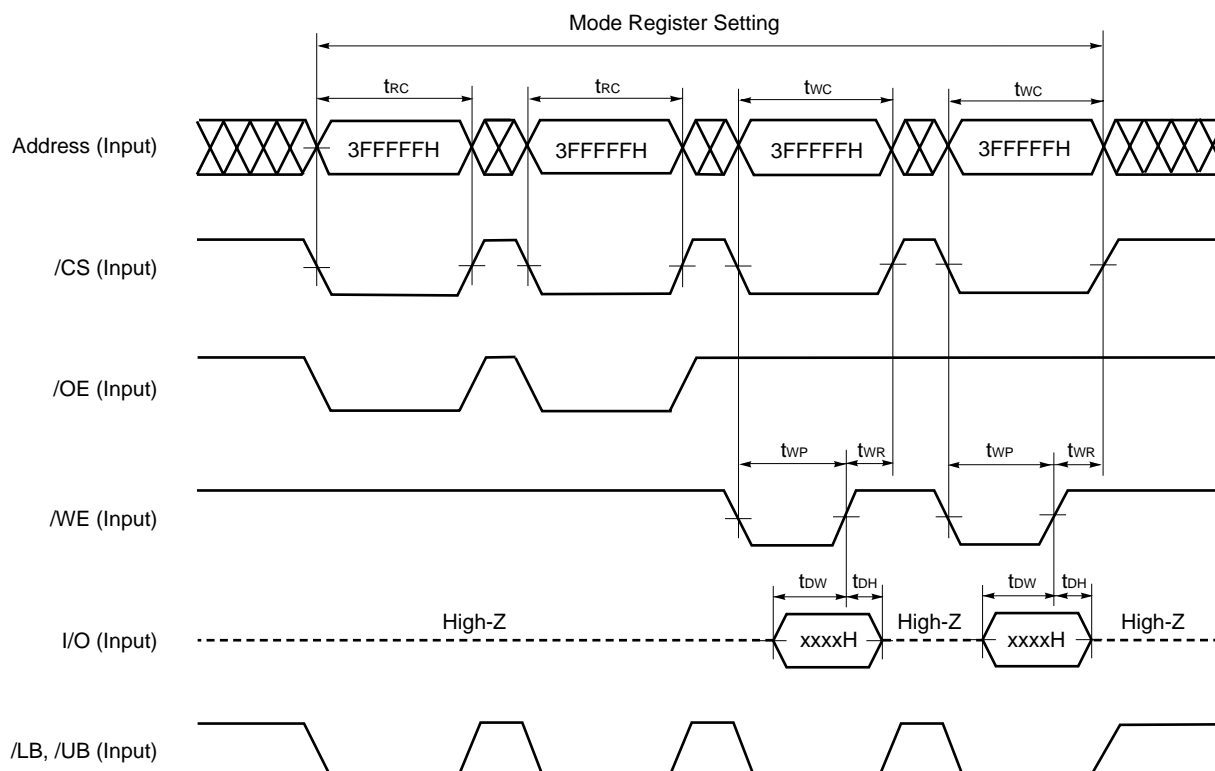 Mode Register Setting
tRC tRC tWC tWC
Address (Input) 3FFFFFH 3FFFFFH 3FFFFFH 3FFFFFH
/CS (Input)
/OE (Input)
tWP tWR tWP tWR
/WE (Input)
tDW tDH tDW tDH
High-Z High-Z High-Z
I/O (Input) xxxxH xxxxH
/LB, /UB (Input)